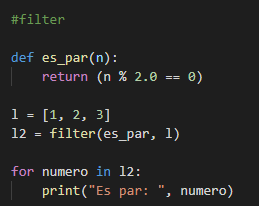 #filter
def es_par(n):
    return (n % 2.0 == 0)
l = [1, 2, 3]
l2 = filter(es_par, l)
for numero in l2:
    print("Es par: ", numero)